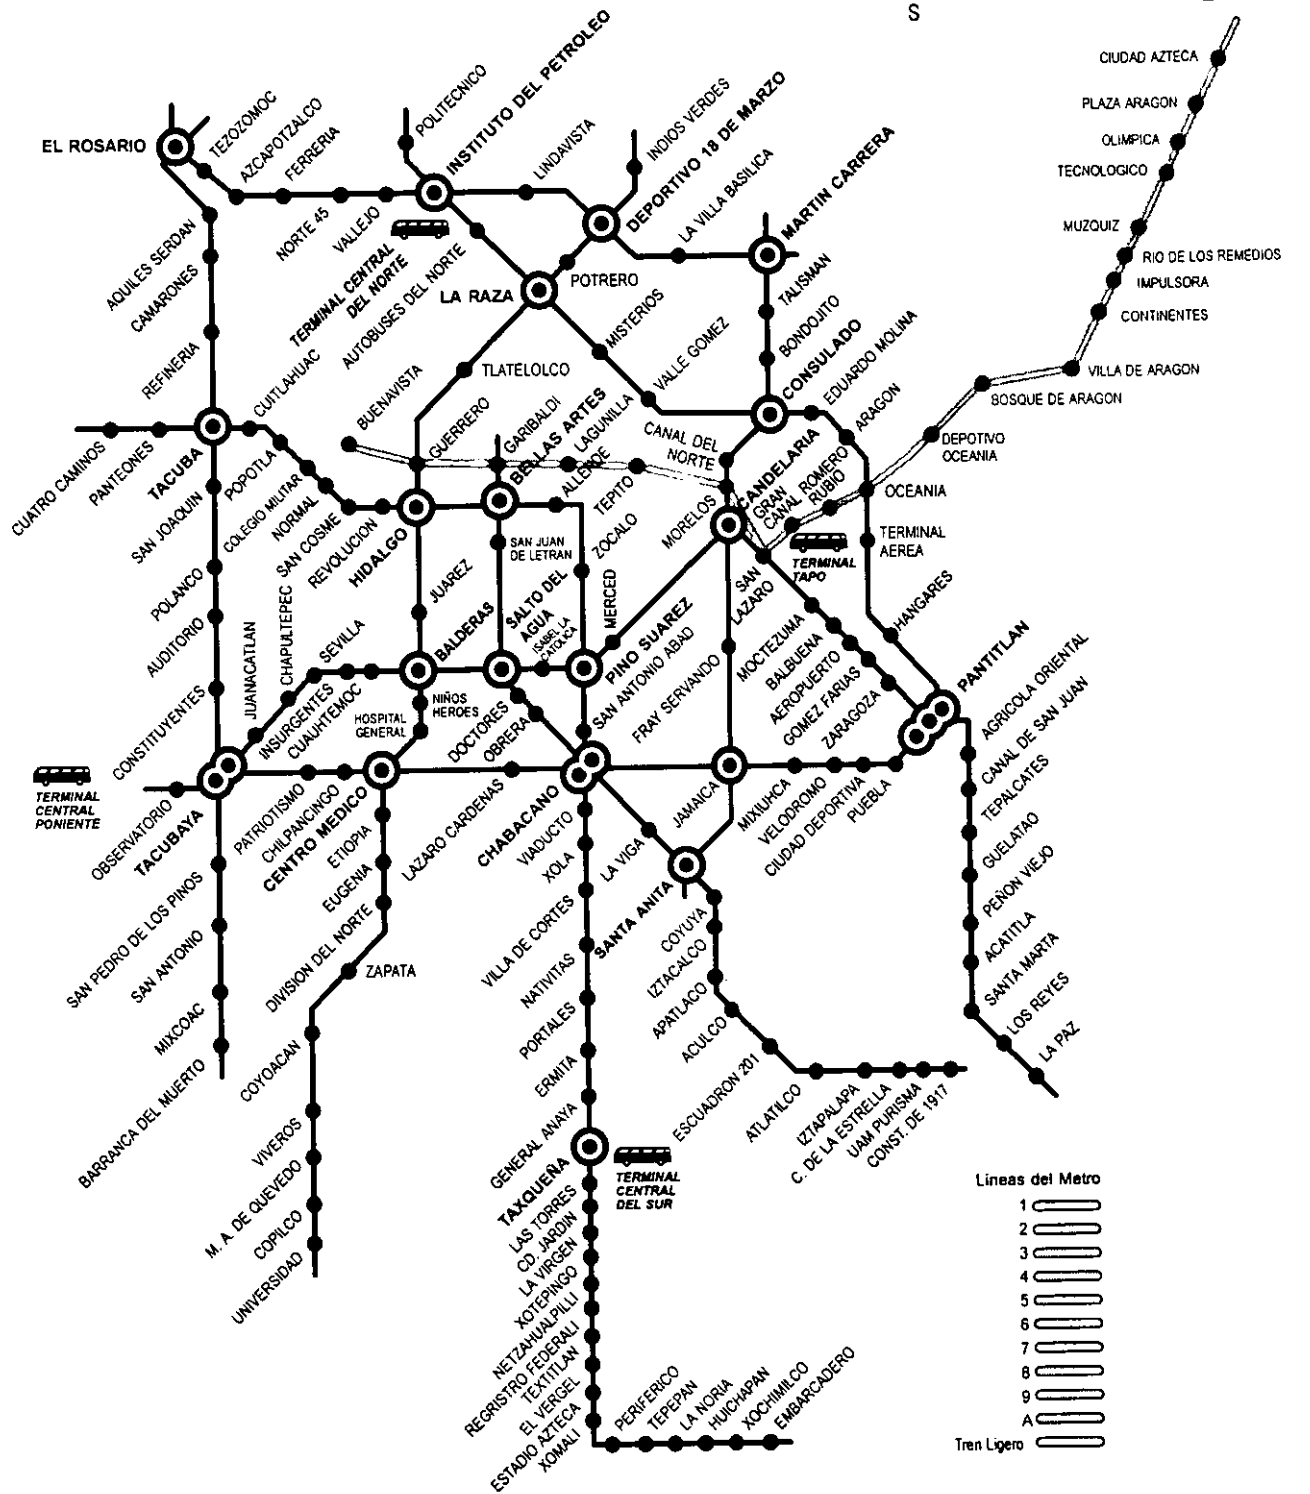 S
CIUDAD AZTECA
PLAZA ARAGON
OLIMPICA
TECNOLOGICO
MUZQUIZ
RIO DE LOS REMEDIOS
IMPULSORA
CONTINENTES
VILLA DE ARAGON
BOSQUE DE ARAGON
DEPOTIVO
OCEANIA
OCEANIA
EL ROSARIO
TEZOZOMOC
AZCAPOTZALCO
FERRERIA
NORTE 45
VALLEJO
POLITECNICO
INSTITUTO DEL PETROLEO
LINDAVISTA
INDIOS VERDES
DEPORTIVO 18 DE MARZO
LA VILLA BASILICA
MARTIN CARRERA
TALISMAN
BONDOJITO
CONSULADO
EDUARDO MOLINA
ARAGON
AQUILES SERDAN
CAMARONES
REFINERIA
TERMINAL CENTRAL
DEL NORTE
AUTOBUSES DEL NORTE
LA RAZA
POTRERO
MISTERIOS
VALLE GOMEZ
TLATELOLCO
CUITLAHUAC
BUENAVISTA
GUERRERO
GARIBALDI
BELLAS ARTES
LAGUNILLA
ALLENDE
TEPITO
CANAL DEL
NORTE
CANDELARIA
GRAN
CANAL
ROMERO
RUBIO
MORELOS
CUATRO CAMINOS
PANTEONES
TACUBA
SAN JOAQUIN
POPOTLA
COLEGIO MILITAR
NORMAL
SAN COSME
REVOLUCION
HIDALGO
SAN JUAN
DE LETRAN
ZOCALO
TERMINAL
TAPO
SAN
LAZARO
TERMINAL
AEREA
HANGARES
POLANCO
AUDITORIO
CONSTITUYENTES
JUANACATLAN
CHAPULTEPEC
SEVILLA
INSURGENTES
CUAUHTEMOC
JUAREZ
BALDERAS
SALTO DEL
AGUA
ISABEL LA
CATOLICA
MERCED
PINO SUAREZ
SAN ANTONIO ABAD
FRAY SERVANDO
MOCTEZUMA
BALBUENA
AEROPUERTO
GOMEZ FARIAS
ZARAGOZA
PANTITLAN
AGRICOLA ORIENTAL
CANAL DE SAN JUAN
TEPALCATES
GUELATAO
PEÑON VIEJO
ACATITLA
SANTA MARTA
LOS REYES
LA PAZ
NIÑOS
HEROES
HOSPITAL
GENERAL
DOCTORES
OBRERA
TERMINAL
CENTRAL
PONIENTE
OBSERVATORIO
TACUBAYA
PATRIOTISMO
CHILPANCINGO
CENTRO MEDICO
ETIOPIA
EUGENIA
DIVISION DEL NORTE
ZAPATA
LAZARO CARDENAS
CHABACANO
VIADUCTO
XOLA
LA VIGA
JAMAICA
MIXIUHCA
VELODROMO
CIUDAD DEPORTIVA
PUEBLA
SAN PEDRO DE LOS PINOS
SAN ANTONIO
MIXCOAC
BARRANCA DEL MUERTO
COYOACAN
VIVEROS
M. A. DE QUEVEDO
COPILCO
UNIVERSIDAD
VILLA DE CORTES
NATIVITAS
PORTALES
ERMITA
GENERAL ANAYA
TAXQUEÑA
TERMINAL
CENTRAL
DEL SUR
SANTA ANITA
COYUYA
IZTACALCO
APATLACO
ACULCO
ESCUADRON 201
ATLATILCO
IZTAPALAPA
C. DE LA ESTRELLA
UAM PURISMA
CONST. DE 1917
LAS TORRES
CD. JARDIN
LA VIRGEN
XOTEPINGO
NETZAHUALPILLI
REGRISTRO FEDERALI
TEXTITLAN
EL VERGEL
ESTADIO AZTECA
XOMALI
PERIFERICO
TEPEPAN
LA NORIA
HUICHAPAN
XOCHIMILCO
EMBARCADERO
Lineas del Metro
1
2
3
4
5
6
7
8
9
A
Tren Ligero